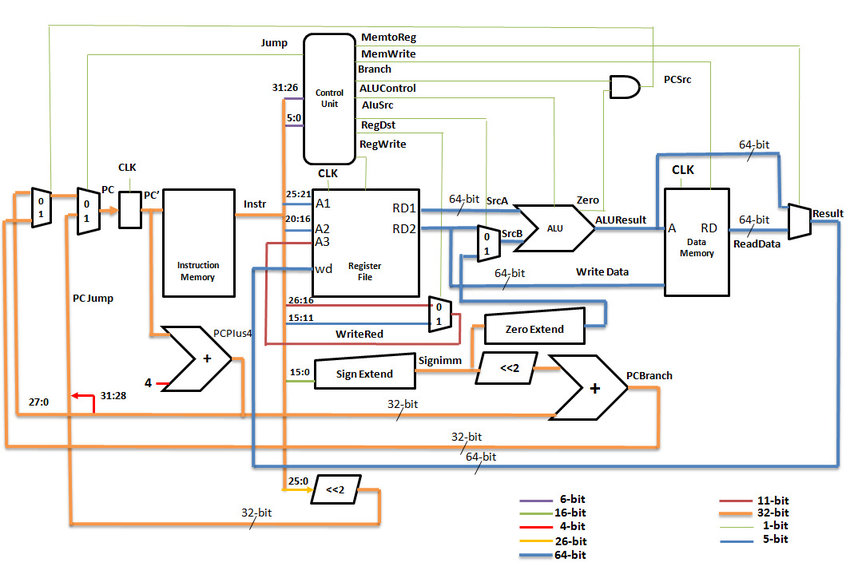 MemtoReg
Jump
MemWrite
Branch
PCSrc
31:26
Control
Unit
ALUControl
AluSrc
5:0
RegDst
RegWrite
64-bit
CLK
CLK
CLK
PC
PC'
0
1
0
1
Instr
25:21
A1
RD1
64-bit
SrcA
Zero
20:16
A2
RD2
SrcB
ALU
ALUResult
A
RD
64-bit
Result
A3
0
1
Data
Memory
ReadData
Instruction
Memory
wd
Register
File
64-bit
Write Data
PC Jump
26:16
0
15:11
1
WriteRed
PCPlus4
+
Zero Extend
4
15:0
Sign Extend
Signimm
<<2
+
PCBranch
27:0
31:28
32-bit
32-bit
64-bit
25:0
<<2
32-bit
6-bit
16-bit
4-bit
26-bit
64-bit
11-bit
32-bit
1-bit
5-bit